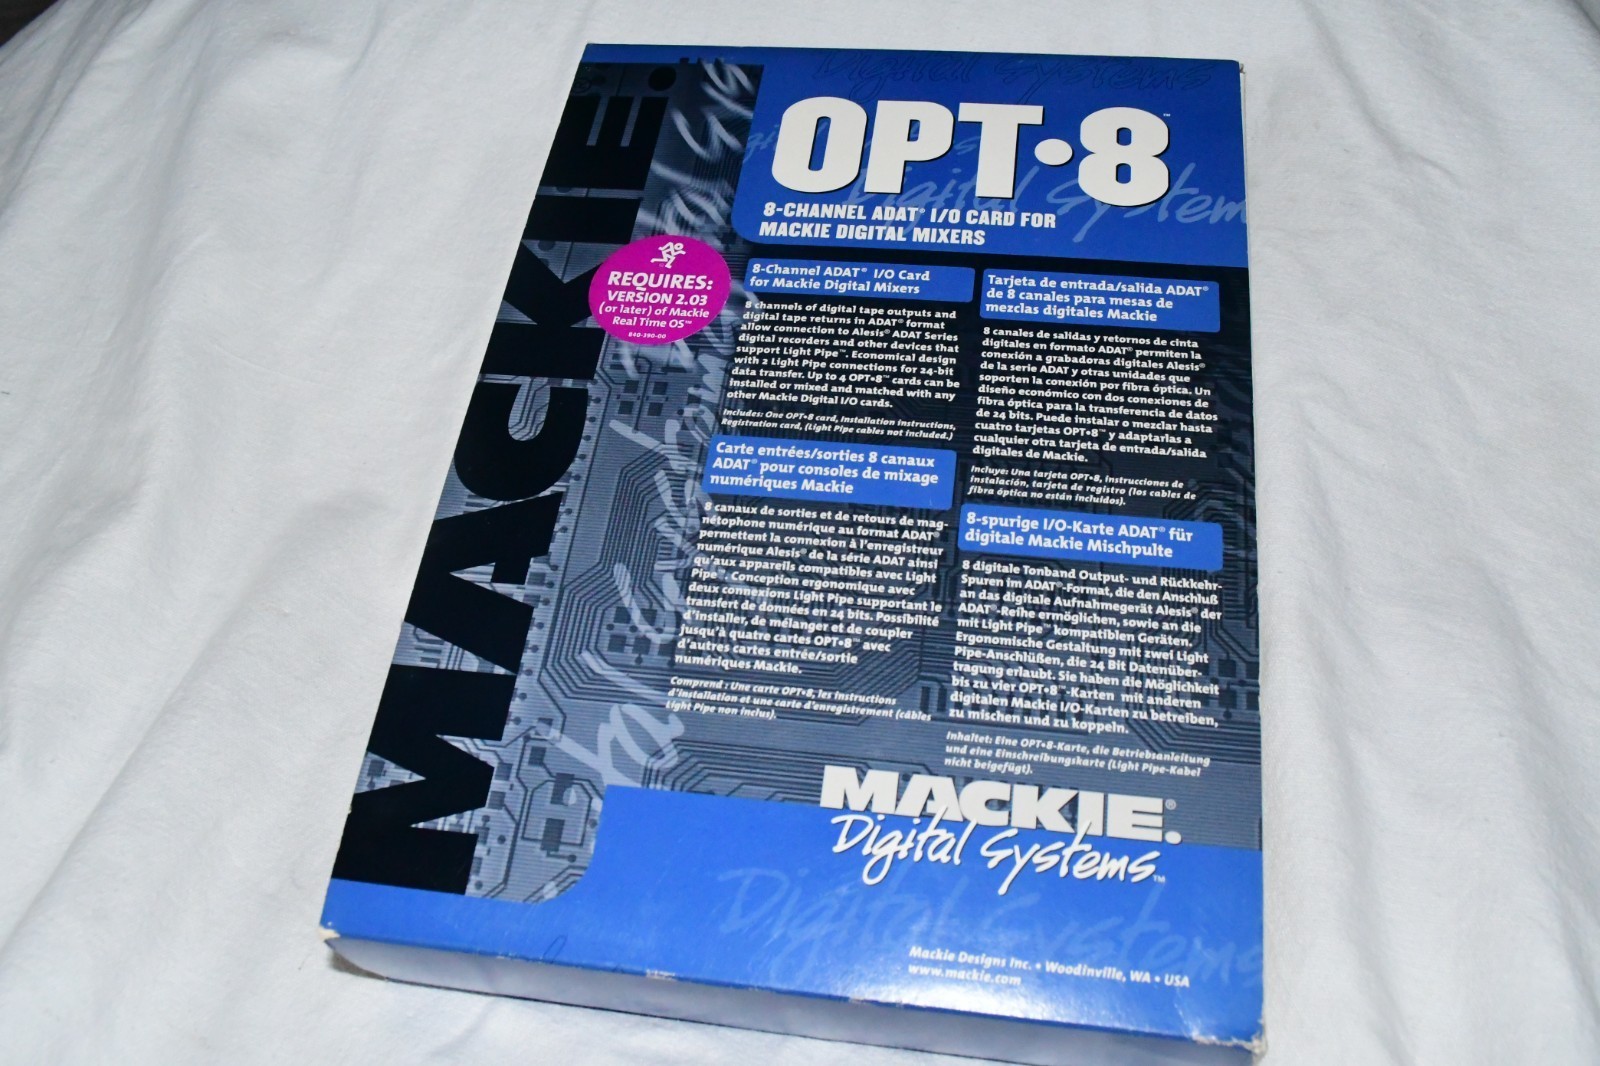 MACKIE.
OPT•8™
8-CHANNEL ADAT® I/O CARD FOR
MACKIE DIGITAL MIXERS
REQUIRES:
VERSION 2.03
(or later) of Mackie
Real Time OS™
840-390-00
8-Channel ADAT® I/O Card
for Mackie Digital Mixers
8 channels of digital tape outputs and
digital tape returns in ADAT® format
allow connection to Alesis® ADAT Series
digital recorders and other devices that
support Light Pipe™. Economical design
with 2 Light Pipe connections for 24-bit
data transfer. Up to 4 OPT•8™ cards can be
installed or mixed and matched with any
other Mackie Digital I/O cards.
Includes: One OPT•8 card, Installation Instructions,
Registration card, (Light Pipe cables not included.)
Carte entrées/sorties 8 canaux
ADAT® pour consoles de mixage
numériques Mackie
8 canaux de sorties et de retours de mag-
nétophone numérique au format ADAT®
permettent la connexion à l'enregistreur
numérique Alesis® de la série ADAT ainsi
qu'aux appareils compatibles avec Light
Pipe™. Conception ergonomique avec
deux connexions Light Pipe supportant le
transfert de données en 24 bits. Possibilité
d'installer, de mélanger et de coupler
jusqu'à quatre cartes OPT•8™ avec
d'autres cartes entrée/sortie
numériques Mackie.
Comprend : Une carte OPT•8, les instructions
d'installation et une carte d'enregistrement (câbles
Light Pipe non inclus).
Tarjeta de entrada/salida ADAT®
de 8 canales para mesas de
mezclas digitales Mackie
8 canales de salidas y retornos de cinta
digitales en formato ADAT® permiten la
conexión a grabadoras digitales Alesis®
de la serie ADAT y otras unidades que
soporten la conexión por fibra óptica. Un
diseño económico con dos conexiones de
fibra óptica para la transferencia de datos
de 24 bits. Puede instalar o mezclar hasta
cuatro tarjetas OPT•8™ y adaptarlas a
cualquier otra tarjeta de entrada/salida
digitales de Mackie.
Incluye: Una tarjeta OPT•8, instrucciones de
instalación, tarjeta de registro (los cables de
fibra óptica no están incluidos).
8-spurige I/O-Karte ADAT® für
digitale Mackie Mischpulte
8 digitale Tonband Output- und Rückkehr-
Spuren im ADAT®-Format, die den Anschluß
an das digitale Aufnahmegerät Alesis® der
ADAT®-Reihe ermöglichen, sowie an die
mit Light Pipe™ kompatiblen Geräten.
Ergonomische Gestaltung mit zwei Light
Pipe-Anschlüßen, die 24 Bit Datenüber-
tragung erlaubt. Sie haben die Möglichkeit
bis zu vier OPT•8™-Karten mit anderen
digitalen Mackie I/O-Karten zu betreiben,
zu mischen und zu koppeln.
Inhaltet: Eine OPT•8-Karte, die Betriebsanleitung
und eine Einschreibungskarte (Light Pipe-Kabel
nicht beigefügt).
MACKIE®.
Digital Systems™
Mackie Designs Inc. • Woodinville, WA • USA
www.mackie.com